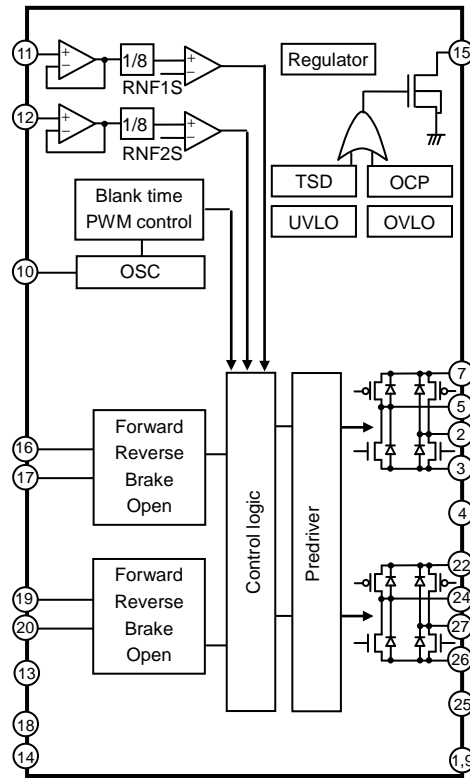 11
1/8
RNF1S
Regulator
15
12
1/8
RNF2S
TSD
OCP
UVLO
OVLO
Blank time
PWM control
10
OSC
7
5
2
3
4
16
17
Forward
Reverse
Brake
Open
Control logic
Predriver
22
24
27
26
25
19
20
Forward
Reverse
Brake
Open
13
18
14
1,9